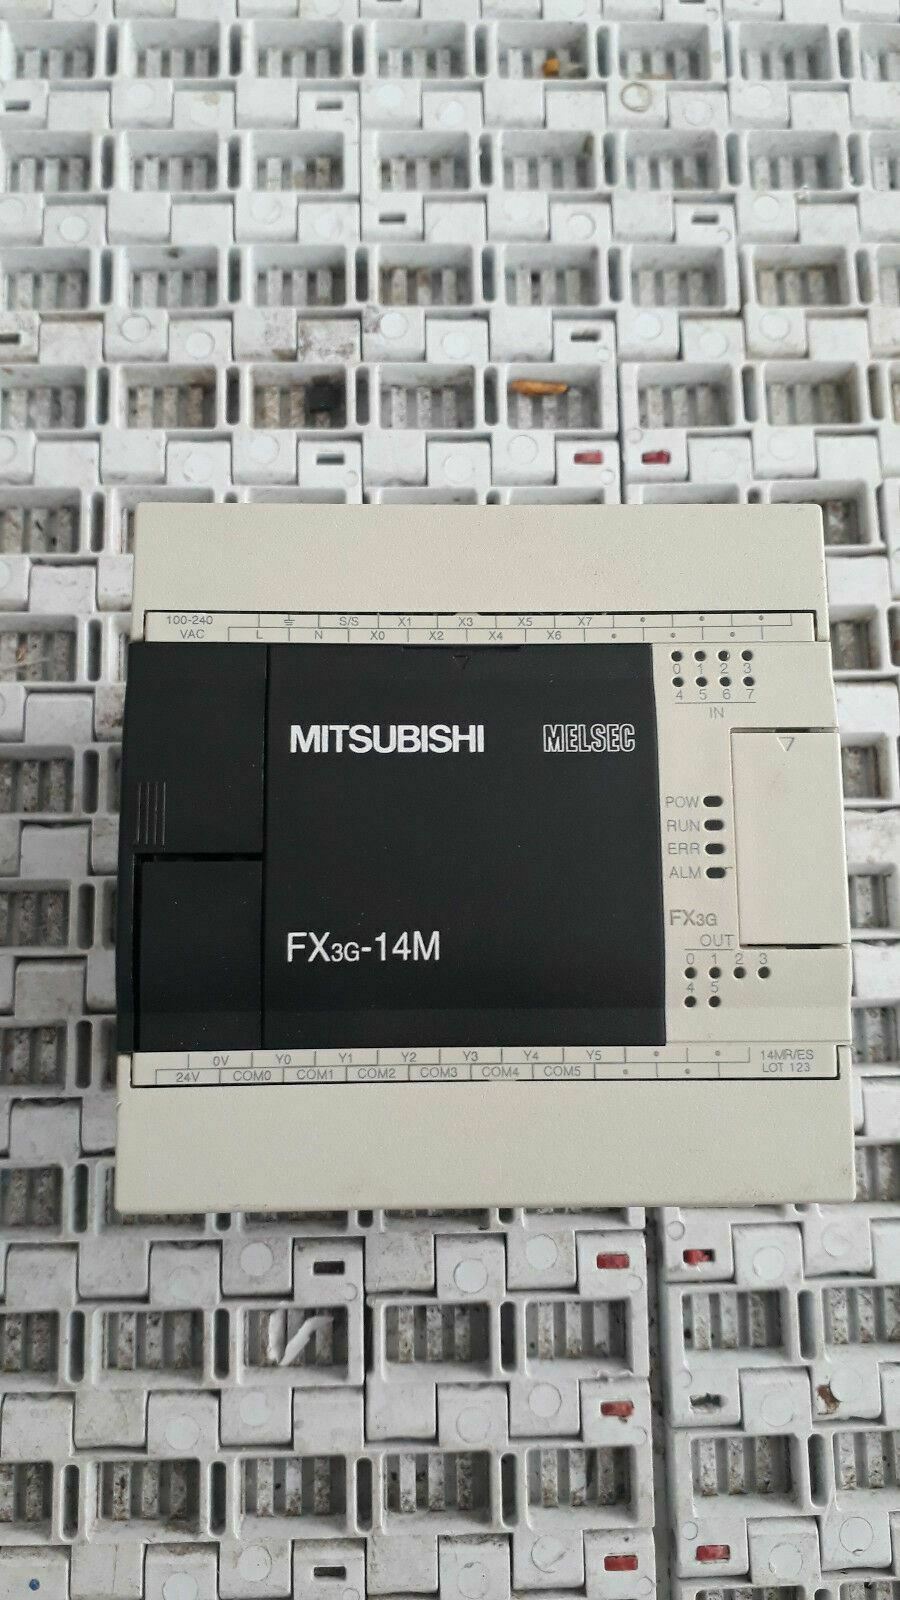 100-240 ⏚ S/S X1 X3 X5 X7 • • •
VAC L N X0 X2 X4 X6 • • •
0 1 2 3
4 5 6 7
IN
MITSUBISHI MELSEC
POW
RUN
ERR
ALM
FX3G
FX3G-14M
OUT
0 1 2 3
4 5
0V Y0 Y1 Y2 Y3 Y4 Y5 • • 14MR/ES
24V COM0 COM1 COM2 COM3 COM4 COM5 • • LOT 123